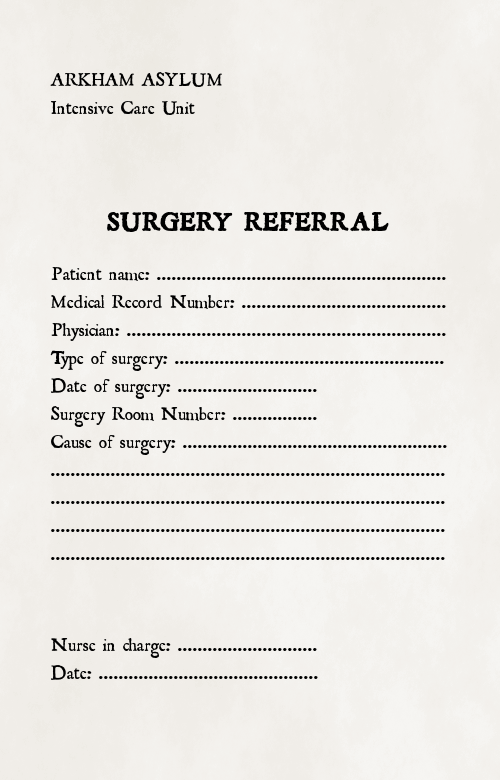 ARKHAM ASYLUM
Intensive Care Unit
SURGERY REFERRAL
Patient name: ..........................................................
Medical Record Number: .........................................
Physician: ................................................................
Type of surgery: ......................................................
Date of surgery: ............................
Surgery Room Number: .................
Cause of surgery: .....................................................
...............................................................................
...............................................................................
...............................................................................
...............................................................................
Nurse in charge: ............................
Date: ............................................